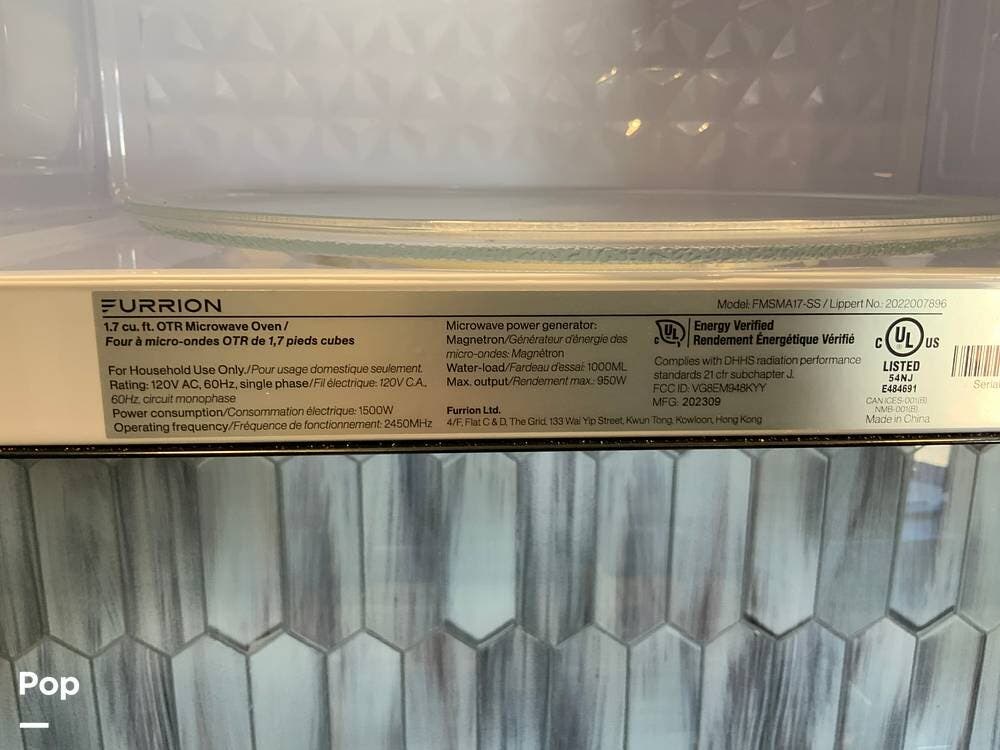 FURRION
Model: FMSMA17-SS / Lippert No.: 2022007896
1.7 cu. ft. OTR Microwave Oven /
Four à micro-ondes OTR de 1,7 pieds cubes
For Household Use Only./Pour usage domestique seulement.
Rating: 120V AC, 60Hz, single phase/Fil électrique: 120V C.A.,
60Hz, circuit monophase
Power consumption/Consommation électrique: 1500W
Operating frequency/Fréquence de fonctionnement: 2450MHz
Microwave power generator:
Magnetron/Générateur d'énergie des
micro-ondes: Magnétron
Water-load/Fardeau d'essai: 1000ML
Max. output/Rendement max.: 950W
Furrion Ltd.
4/F, Flat C & D, The Grid, 133 Wai Yip Street, Kwun Tong, Kowloon, Hong Kong
UL Energy Verified
Rendement Énergétique Vérifié
Complies with DHHS radiation performance
standards 21 cfr subchapter J.
FCC ID: VG8EM948KYY
MFG: 202309
C UL US
LISTED
54NJ
E484691
CAN ICES-001(B)
NMB-001(B)
Made in China
Serial
Pop